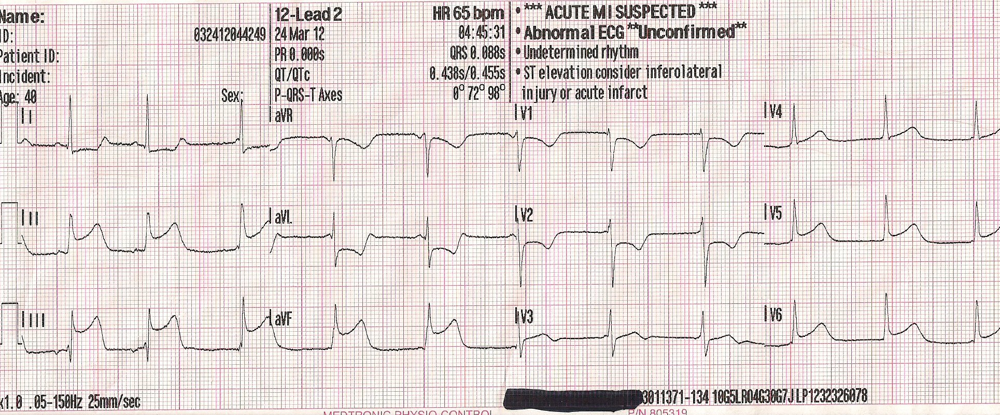 Name:
ID: 032412044249
Patient ID:
Incident:
Age: 40 Sex:
12-Lead 2 HR 65 bpm
24 Mar 12 04:45:31
PR 0.000s QRS 0.088s
QT/QTc 0.438s/0.455s
P-QRS-T Axes 0° 72° 98°
• *** ACUTE MI SUSPECTED ***
• Abnormal ECG **Unconfirmed**
• Undetermined rhythm
• ST elevation consider inferolateral
injury or acute infarct
I I aVR V1 V4
II aVL V2 V5
III aVF V3 V6
x1.0 .05-150Hz 25mm/sec
3011371-134 10G5LR04G30G7J LP1232326078
MEDTRONIC PHYSIO-CONTROL P/N 805319